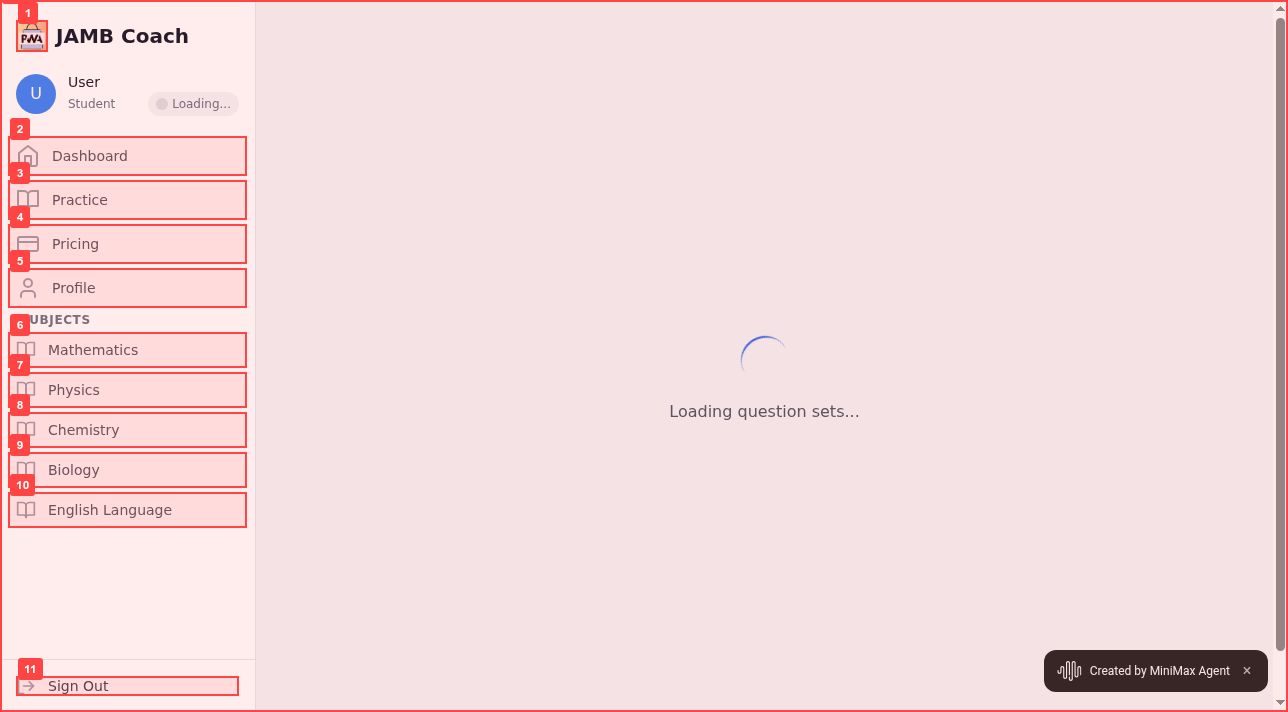 1
PWA
JAMB Coach
U
User
Student
Loading...
2
Dashboard
3
Practice
4
Pricing
5
Profile
6
UBJECTS
Mathematics
7
Physics
8
Chemistry
9
Biology
10
English Language
Loading question sets...
11
Sign Out
Created by MiniMax Agent ×